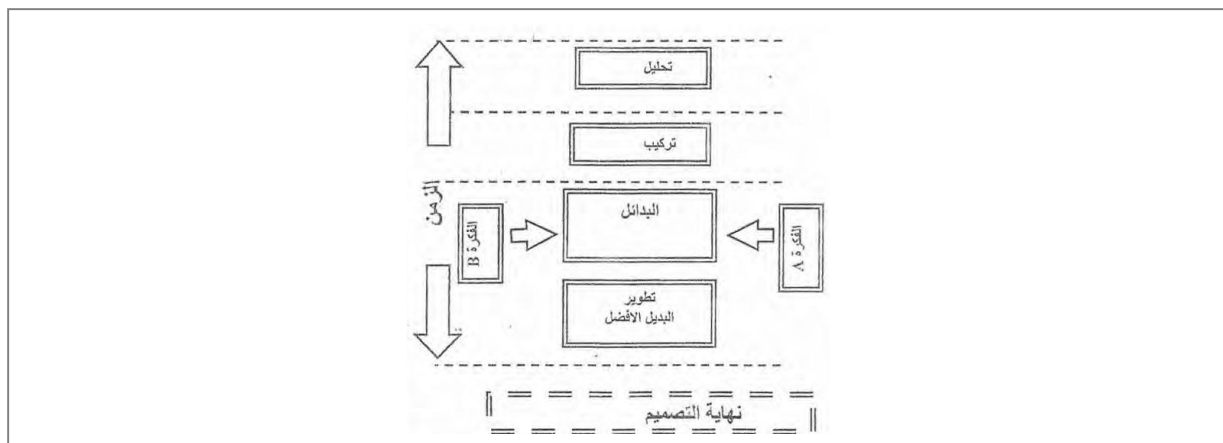 تحليل
تركيب
الزمن
البدائل
الفكرة A
الفكرة B
تطوير
البديل الافضل
نهاية التصميم